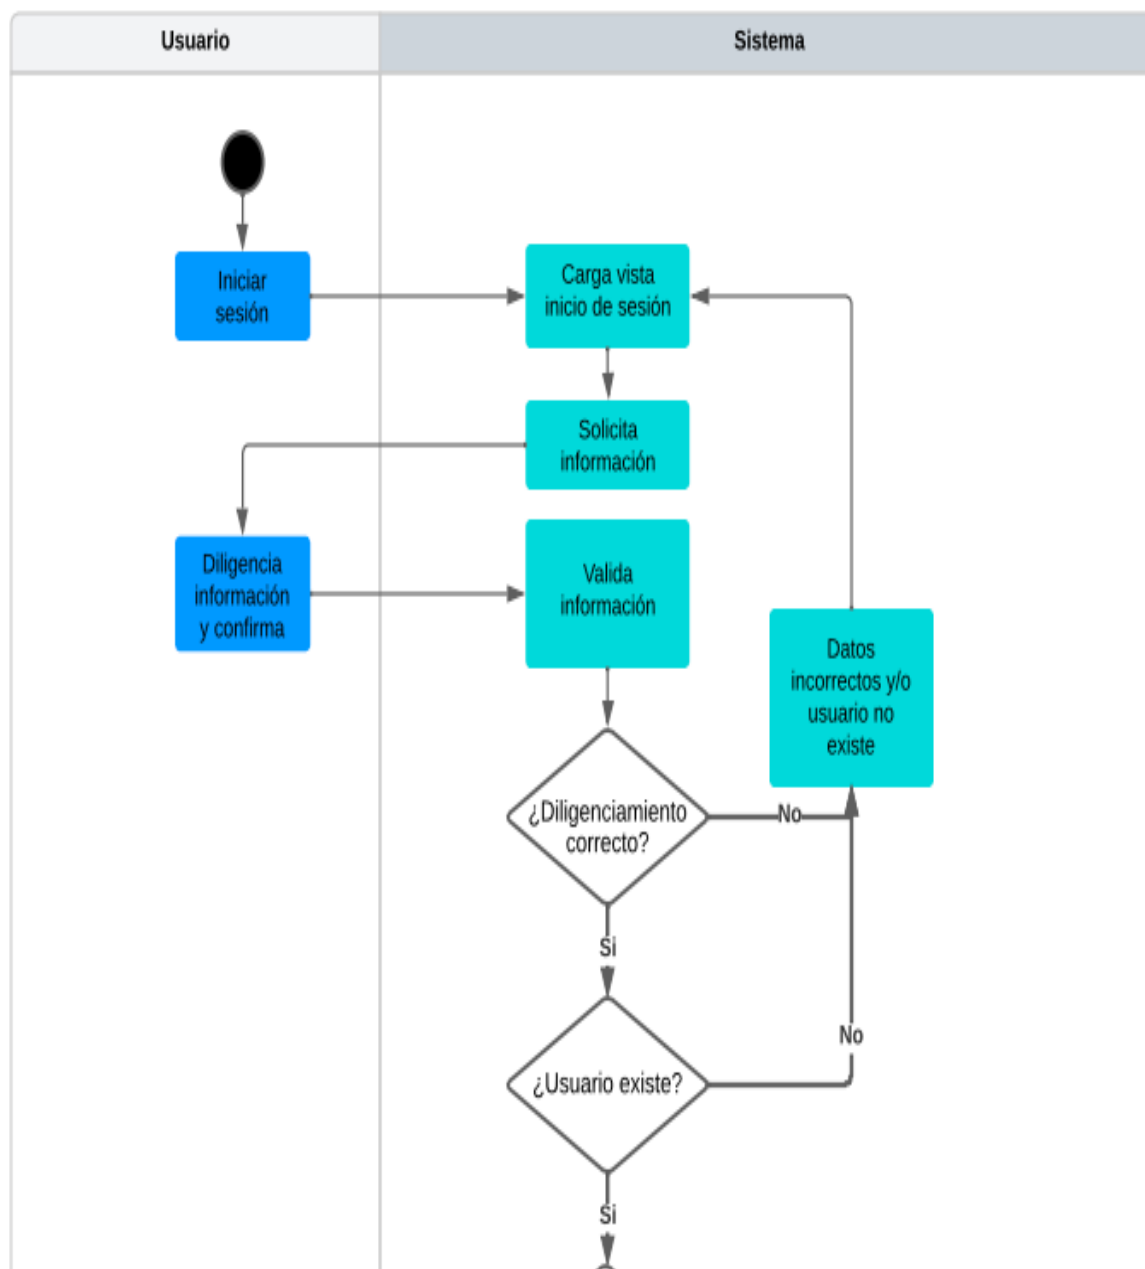 Usuario
Sistema
Iniciar
sesión
Carga vista
inicio de sesión
Solicita
información
Diligencia
información
y confirma
Valida
información
Datos
incorrectos y/o
usuario no
existe
¿Diligenciamiento
correcto?
No
Si
¿Usuario existe?
No
Si